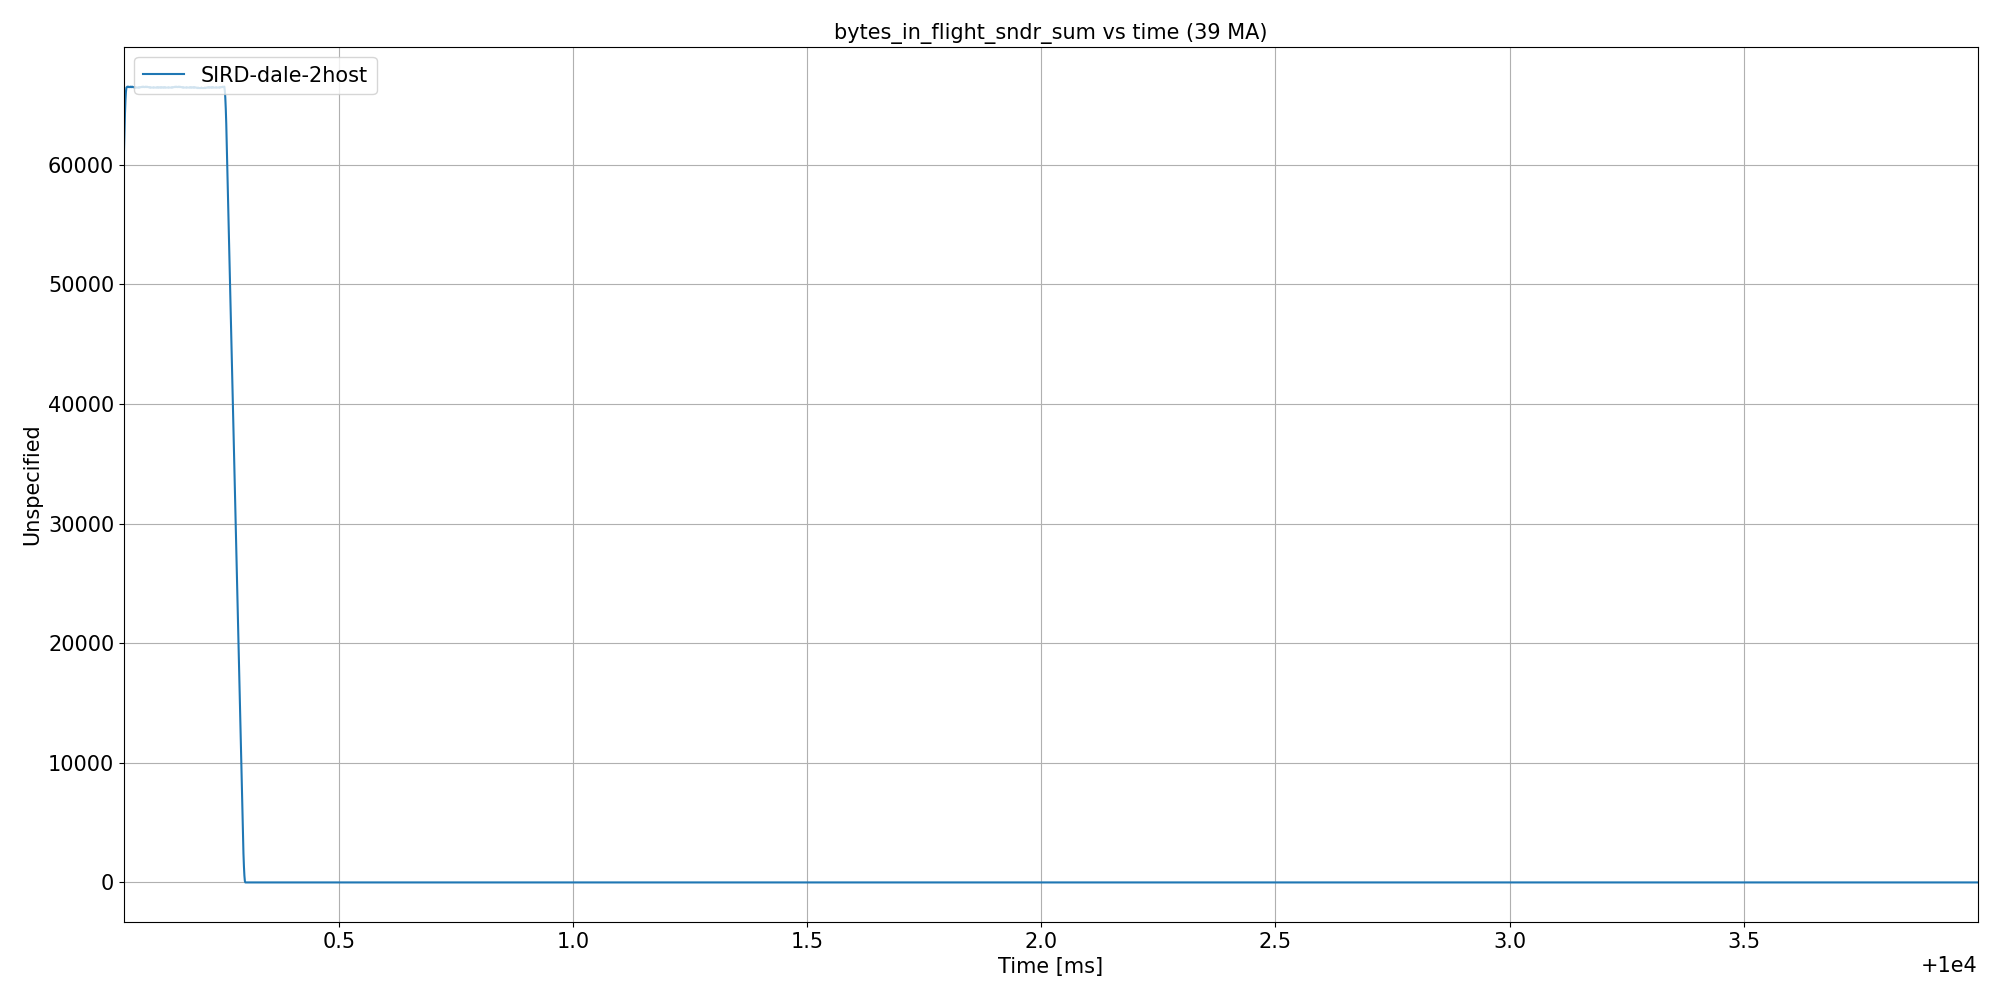 bytes_in_flight_sndr_sum vs time (39 MA)
SIRD-dale-2host
Unspecified
60000
50000
40000
30000
20000
10000
0
0.5 1.0 1.5 2.0 2.5 3.0 3.5
Time [ms]
+1e4